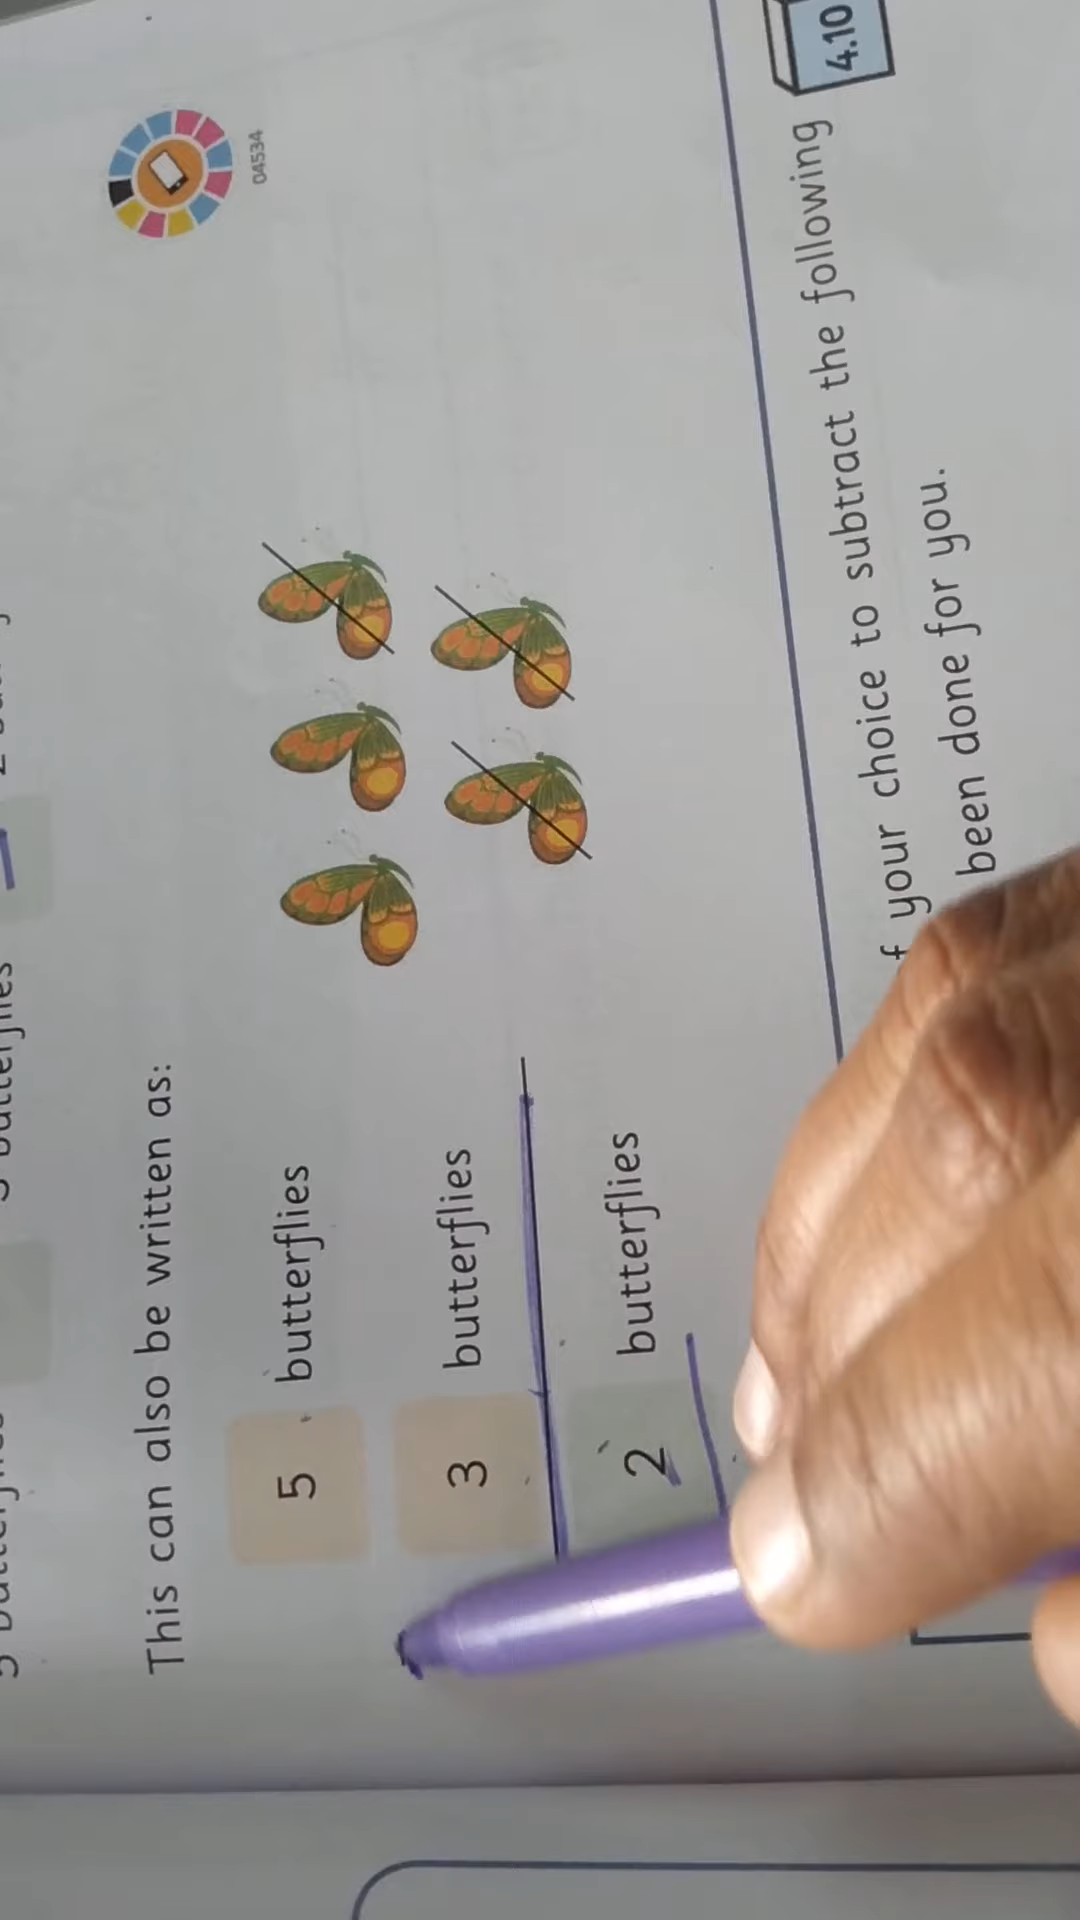 This can also be written as:
5 butterflies
3 butterflies
2 butterflies
04534
4.10
your choice to subtract the following
been done for you.